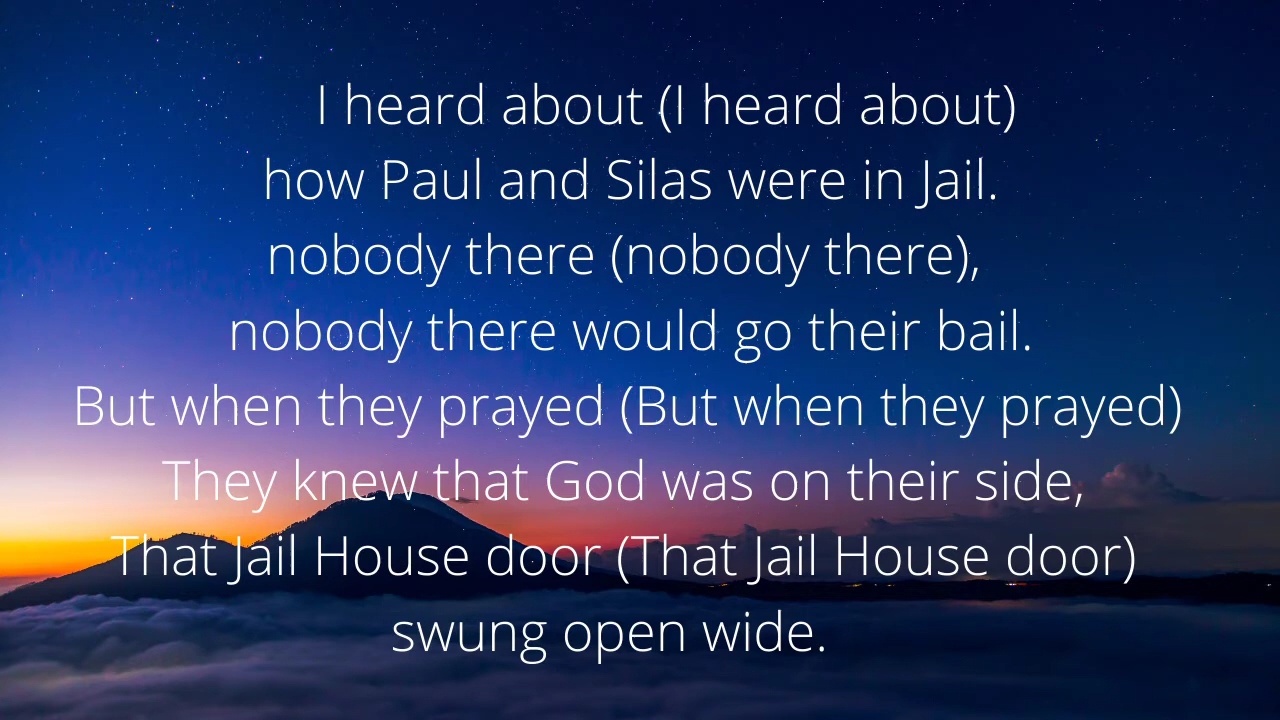 I heard about (I heard about)
how Paul and Silas were in Jail.
nobody there (nobody there),
nobody there would go their bail.
But when they prayed (But when they prayed)
They knew that God was on their side,
That Jail House door (That Jail House door)
swung open wide.